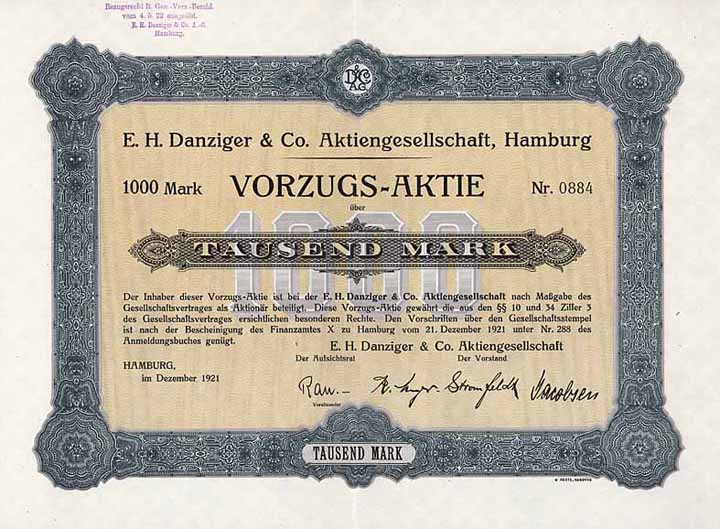 Bezugsrecht lt. Gen.-Vers.-Beschl.
vom 4. 5. 22 ausgeübt.
E. H. Danziger & Co. A.-G.
Hamburg.
D&C
A.G.
E. H. Danziger & Co. Aktiengesellschaft, Hamburg
1000 Mark VORZUGS-AKTIE Nr. 0884
über
1000
TAUSEND MARK
Der Inhaber dieser Vorzugs-Aktie ist bei der E. H. Danziger & Co. Aktiengesellschaft nach Maßgabe des
Gesellschaftsvertrages als Aktionär beteiligt. Diese Vorzugs-Aktie gewährt die aus den §§ 10 und 34 Ziffer 3
des Gesellschaftsvertrages ersichtlichen besonderen Rechte. Den Vorschriften über den Gesellschaftsstempel
ist nach der Bescheinigung des Finanzamtes X zu Hamburg vom 21. Dezember 1921 unter Nr. 288 des
Anmeldungsbuches genügt.
E. H. Danziger & Co. Aktiengesellschaft
Der Aufsichtsrat Der Vorstand
HAMBURG,
im Dezember 1921
Rau.- Stromfeldt Jacobsen
Vorsitzender
TAUSEND MARK